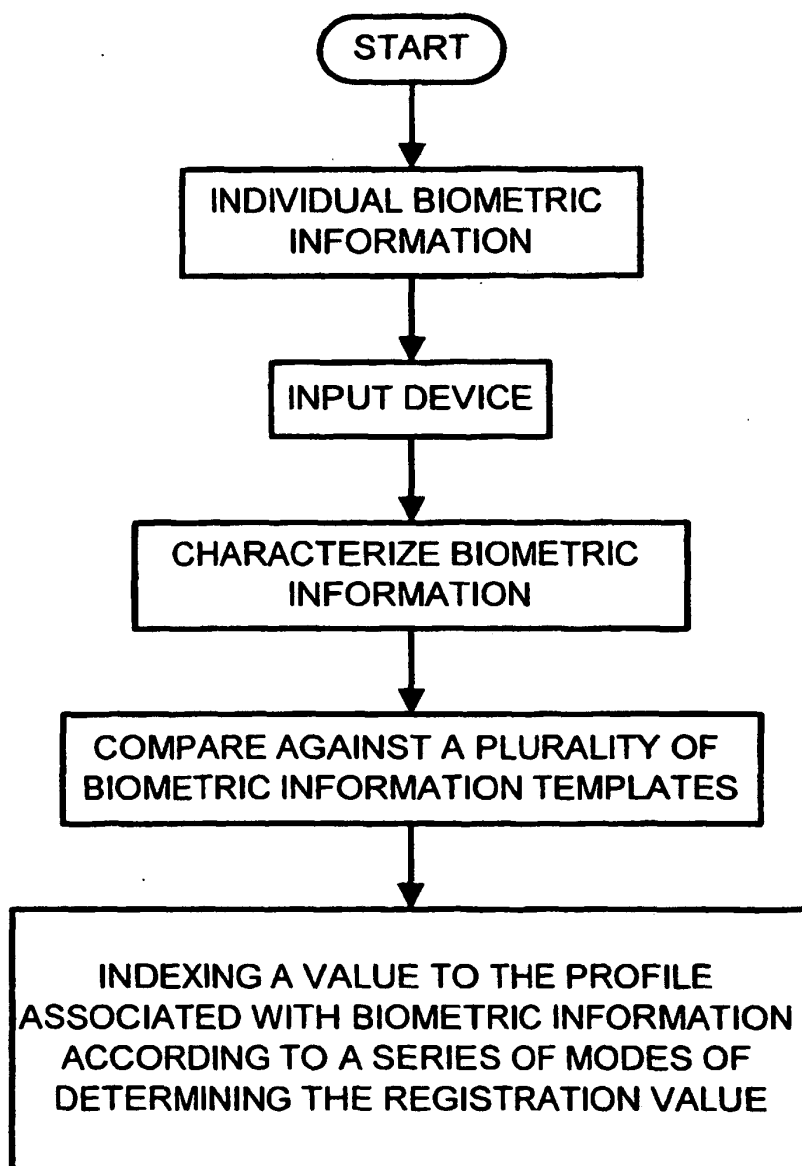 START
INDIVIDUAL BIOMETRIC
INFORMATION
INPUT DEVICE
CHARACTERIZE BIOMETRIC
INFORMATION
COMPARE AGAINST A PLURALITY OF
BIOMETRIC INFORMATION TEMPLATES
INDEXING A VALUE TO THE PROFILE
ASSOCIATED WITH BIOMETRIC INFORMATION
ACCORDING TO A SERIES OF MODES OF
DETERMINING THE REGISTRATION VALUE